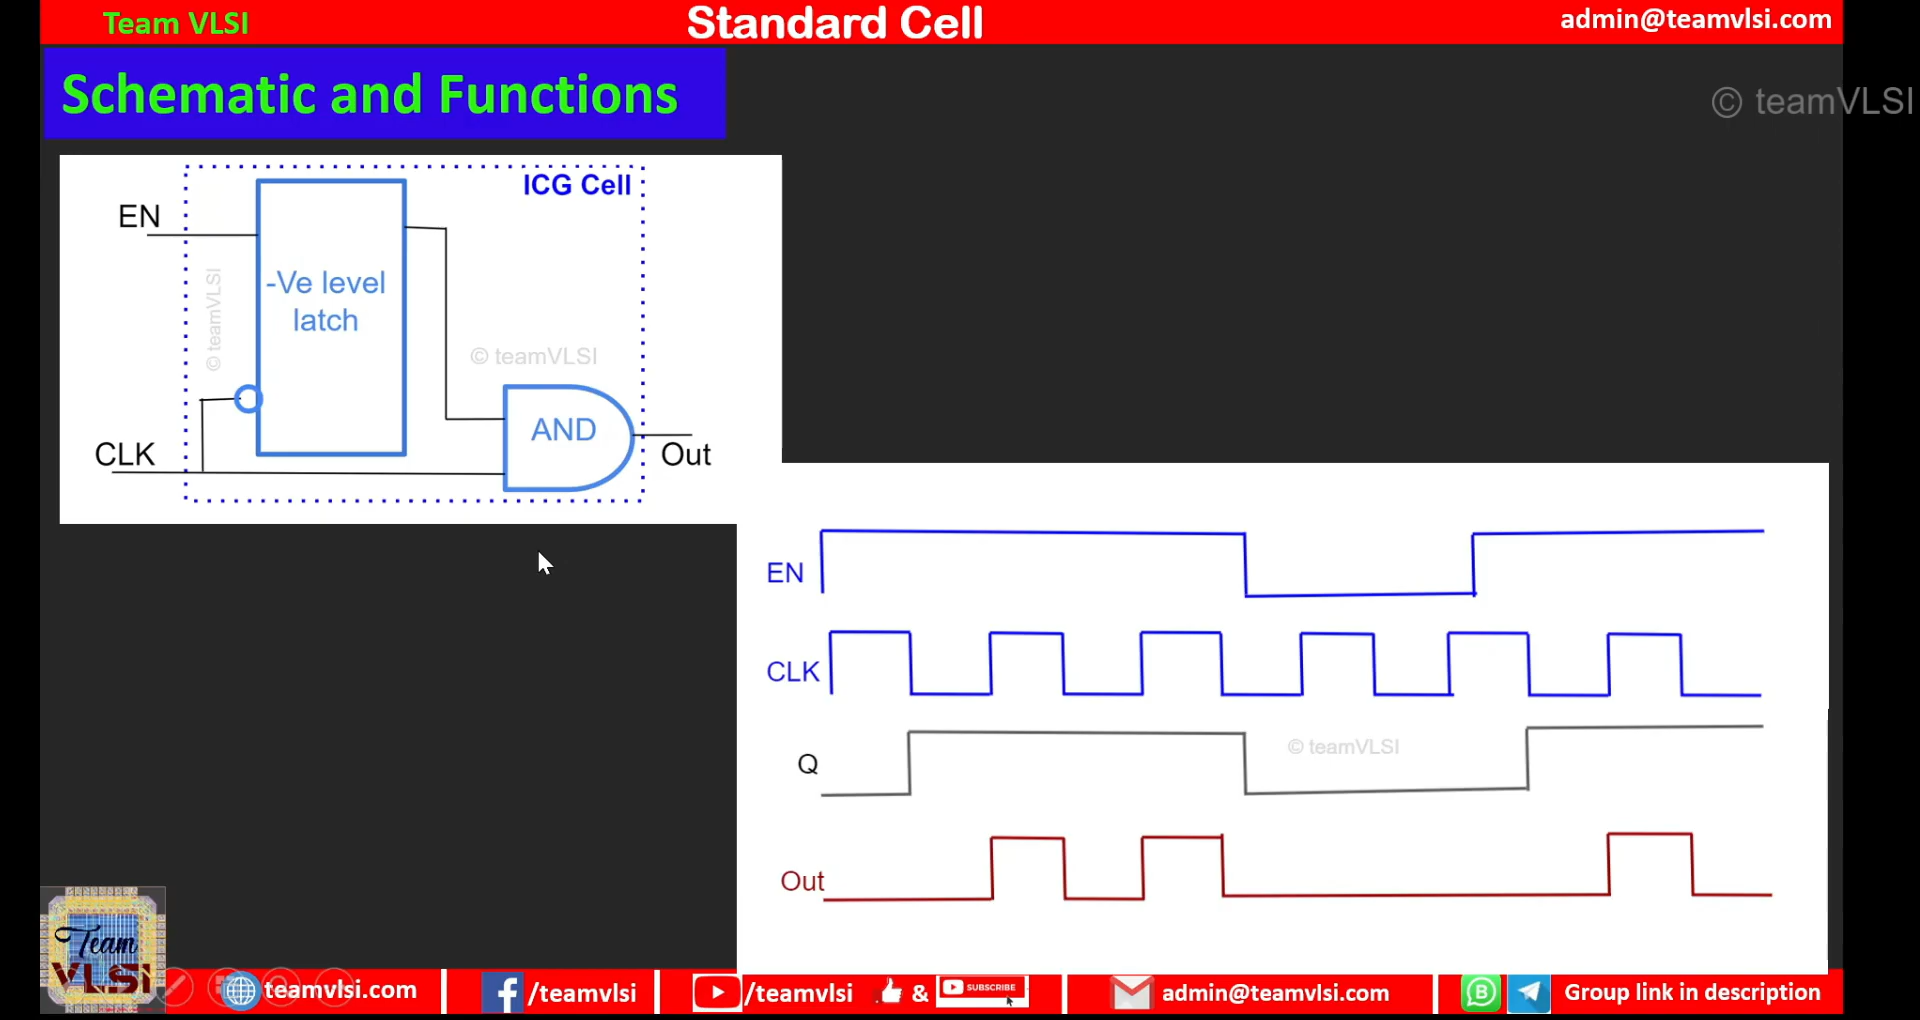 Team VLSI
Standard Cell
admin@teamvlsi.com
Schematic and Functions
© teamVLSI
ICG Cell
EN
-Ve level
latch
© teamVLSI
© teamVLSI
AND
CLK
Out
EN
CLK
Q
© teamVLSI
Out
Team
VLSI
teamvlsi.com
/teamvlsi
/teamvlsi
&
SUBSCRIBE
admin@teamvlsi.com
B
Group link in description